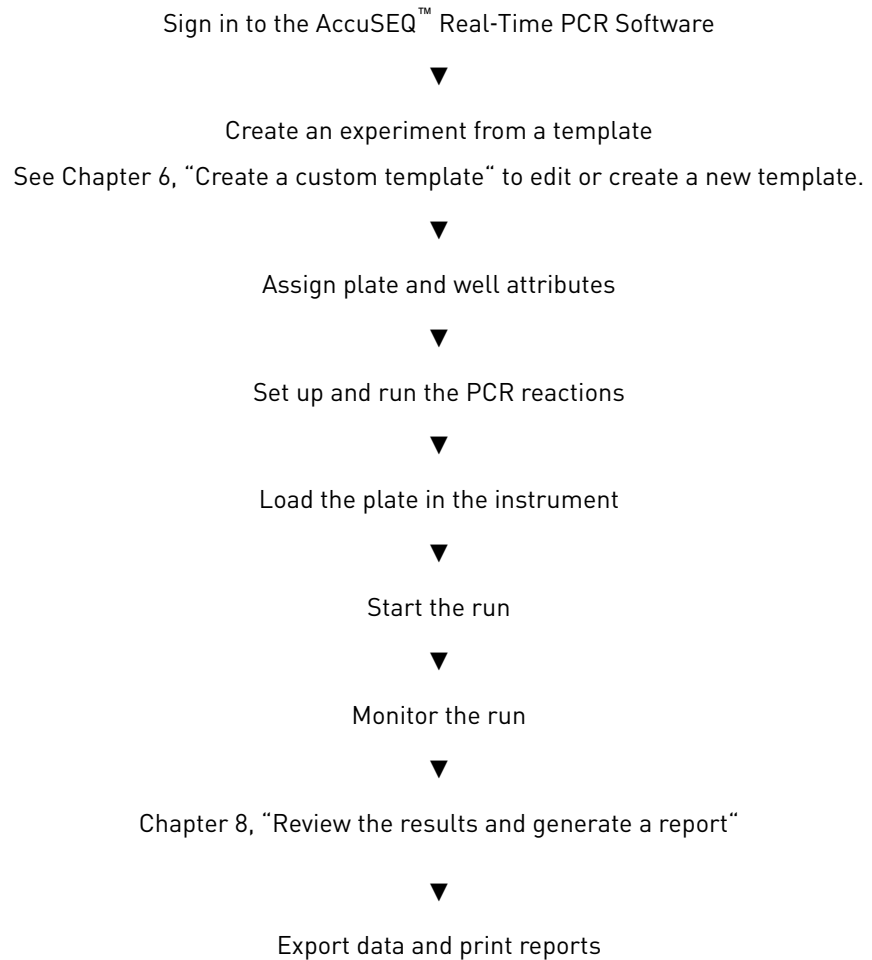 Sign in to the AccuSEQ™ Real-Time PCR Software
▼
Create an experiment from a template
See Chapter 6, “Create a custom template“ to edit or create a new template.
▼
Assign plate and well attributes
▼
Set up and run the PCR reactions
▼
Load the plate in the instrument
▼
Start the run
▼
Monitor the run
▼
Chapter 8, “Review the results and generate a report“
▼
Export data and print reports